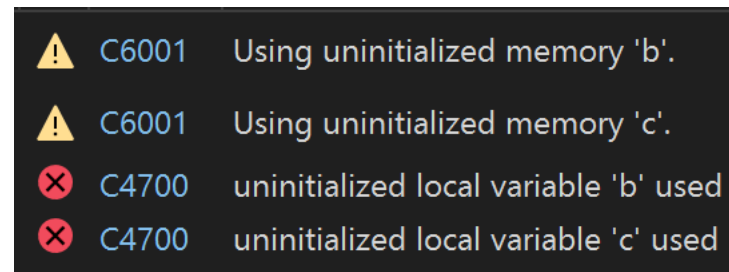 C6001 Using uninitialized memory 'b'.
C6001 Using uninitialized memory 'c'.
C4700 uninitialized local variable 'b' used
C4700 uninitialized local variable 'c' used